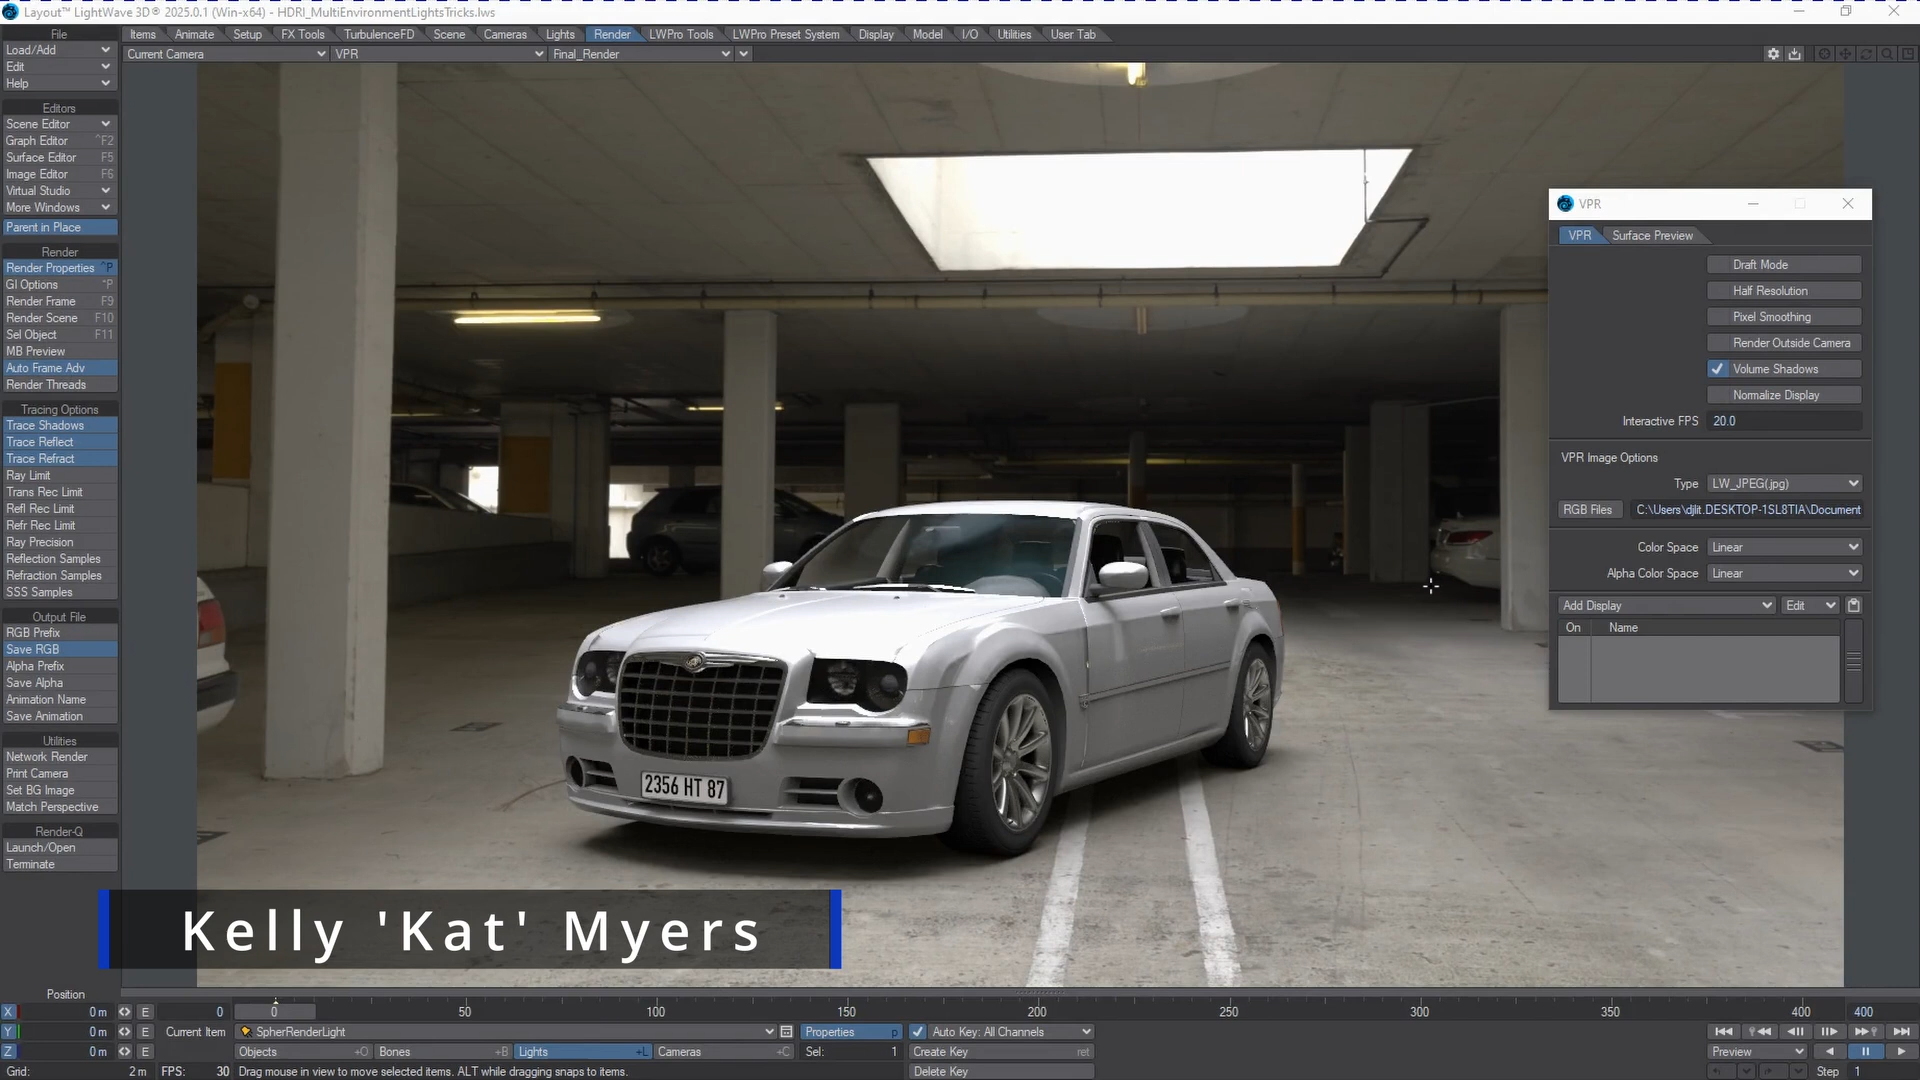 Layout™ LightWave 3D® 2025.0.1 (Win-x64) - HDRI_MultiEnvironmentLightsTricks.lws
File
Items
Animate
Setup
FX Tools
TurbulenceFD
Scene
Cameras
Lights
Render
LWPro Tools
LWPro Preset System
Display
Model
I/O
Utilities
User Tab
Load/Add
Edit
Help
Current Camera
VPR
Final_Render
Editors
Scene Editor
Graph Editor ^F2
Surface Editor F5
Image Editor F6
Virtual Studio
More Windows
Parent in Place
Render
Render Properties ^P
GI Options ^P
Render Frame F9
Render Scene F10
Sel Object F11
MB Preview
Auto Frame Adv
Render Threads
Tracing Options
Trace Shadows
Trace Reflect
Trace Refract
Ray Limit
Trans Rec Limit
Refl Rec Limit
Refr Rec Limit
Ray Precision
Reflection Samples
Refraction Samples
SSS Samples
Output File
RGB Prefix
Save RGB
Alpha Prefix
Save Alpha
Animation Name
Save Animation
Utilities
Network Render
Print Camera
Set BG Image
Match Perspective
Render-Q
Launch/Open
Terminate
VPR
VPR
Surface Preview
Draft Mode
Half Resolution
Pixel Smoothing
Render Outside Camera
Volume Shadows
Normalize Display
Interactive FPS 20.0
VPR Image Options
Type LW_JPEG(.jpg)
RGB Files C:\Users\djlit.DESKTOP-1SL8TIA\Document
Color Space Linear
Alpha Color Space Linear
Add Display
Edit
On Name
2356 HT 87
Kelly 'Kat' Myers
Position
X 0 m E
Y 0 m E
Z 0 m E
Grid: 2 m
0
0
50
100
150
200
250
300
350
400
400
Current Item SpherRenderLight
Properties p
Auto Key: All Channels
Objects +O
Bones +B
Lights +L
Cameras +C
Sel: 1
Create Key ret
Preview
FPS: 30
Drag mouse in view to move selected items. ALT while dragging snaps to items.
Delete Key
Step 1